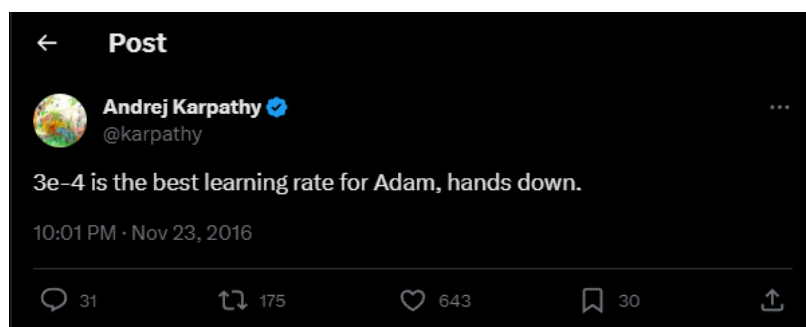 Post
Andrej Karpathy
@karpathy
3e-4 is the best learning rate for Adam, hands down.
10:01 PM · Nov 23, 2016
31 175 643 30